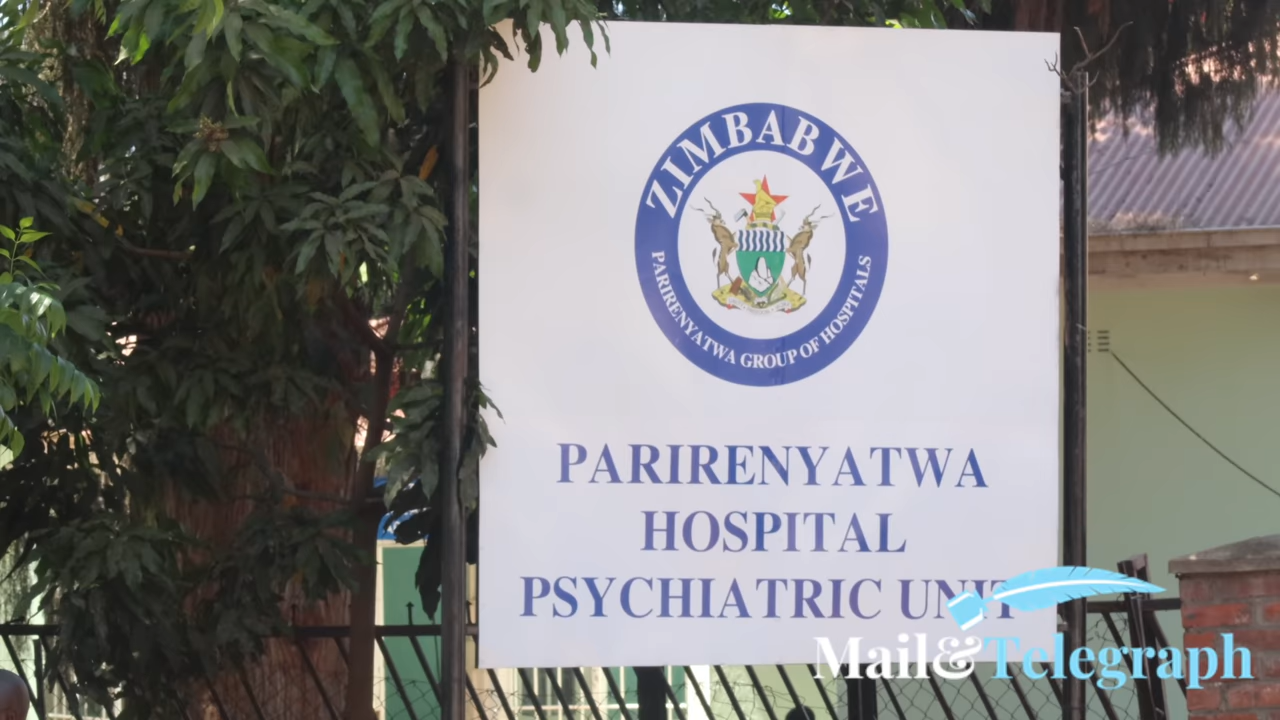 ZIMBABWE
PARIRENYATWA GROUP OF HOSPITALS
PARIRENYATWA
HOSPITAL
PSYCHIATRIC UNIT
Mail&Telegraph